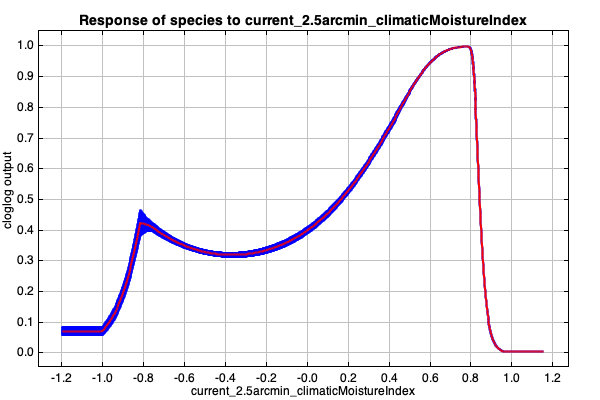 Response of species to current_2.5arcmin_climaticMoistureIndex
1.0
0.9
0.8
0.7
0.6
0.5
0.4
0.3
0.2
0.1
0.0
cloglog output
-1.2 -1.0 -0.8 -0.6 -0.4 -0.2 0.0 0.2 0.4 0.6 0.8 1.0 1.2
current_2.5arcmin_climaticMoistureIndex